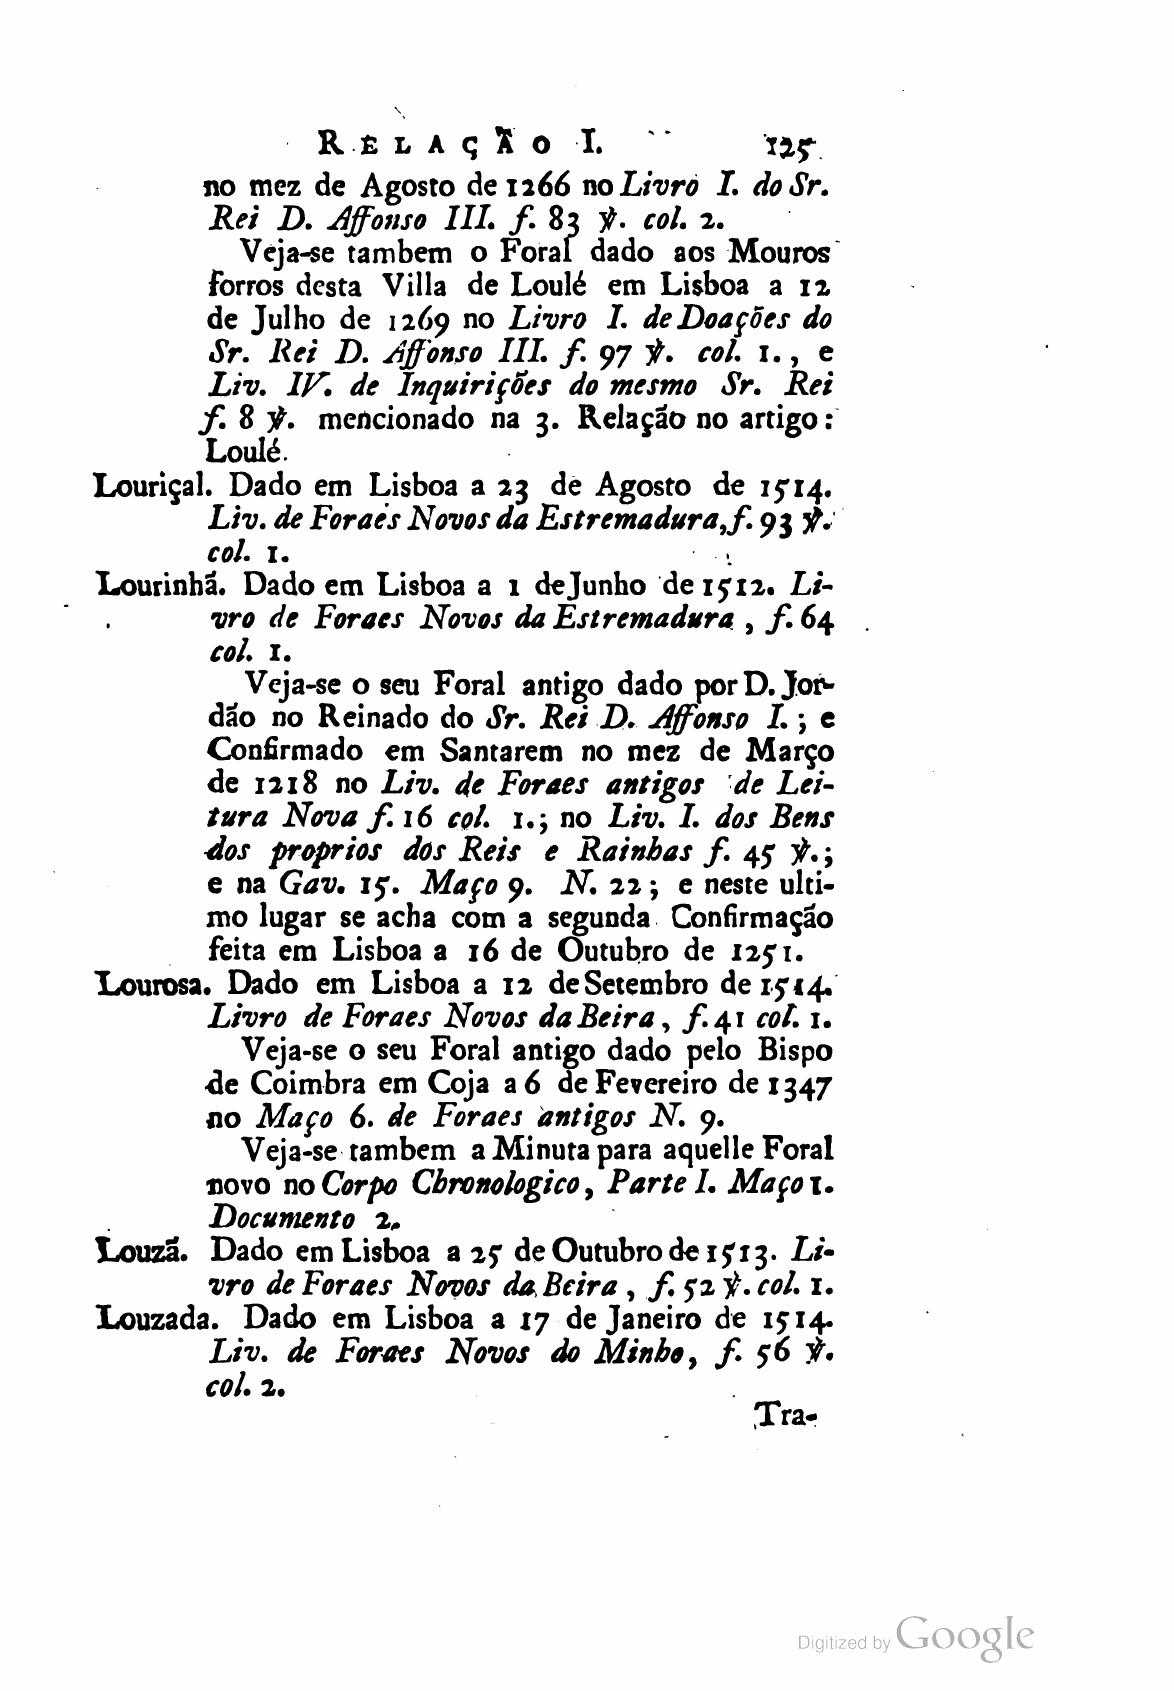 RELAÇÃO I. 125
no mez de Agosto de 1266 no Livro I. do Sr.
Rei D. Affonso III. f. 83 ℣. col. 2.
Veja-se tambem o Foral dado aos Mouros
forros desta Villa de Loulé em Lisboa a 12
de Julho de 1269 no Livro I. de Doações do
Sr. Rei D. Affonso III. f. 97 ℣. col. 1., e
Liv. IV. de Inquirições do mesmo Sr. Rei
f. 8 ℣. mencionado na 3. Relação no artigo:
Loulé.
Louriçal. Dado em Lisboa a 23 de Agosto de 1514.
Liv. de Foraes Novos da Estremadura, f. 93 ℣.
col. 1.
Lourinhã. Dado em Lisboa a 1 de Junho de 1512. Li-
vro de Foraes Novos da Estremadura, f. 64
col. 1.
Veja-se o seu Foral antigo dado por D. Jor-
dão no Reinado do Sr. Rei D. Affonso I.; e
Confirmado em Santarem no mez de Março
de 1218 no Liv. de Foraes antigos de Lei-
tura Nova f. 16 col. 1.; no Liv. I. dos Bens
dos proprios dos Reis e Rainhas f. 45 ℣.;
e na Gav. 15. Maço 9. N. 22; e neste ulti-
mo lugar se acha com a segunda Confirmação
feita em Lisboa a 16 de Outubro de 1251.
Lourosa. Dado em Lisboa a 12 de Setembro de 1514.
Livro de Foraes Novos da Beira, f. 41 col. 1.
Veja-se o seu Foral antigo dado pelo Bispo
de Coimbra em Coja a 6 de Fevereiro de 1347
no Maço 6. de Foraes antigos N. 9.
Veja-se tambem a Minuta para aquelle Foral
novo no Corpo Chronologico, Parte I. Maço 1.
Documento 2.
Louzã. Dado em Lisboa a 25 de Outubro de 1513. Li-
vro de Foraes Novos da Beira, f. 52 ℣. col. 1.
Louzada. Dado em Lisboa a 17 de Janeiro de 1514.
Liv. de Foraes Novos do Minho, f. 56 ℣.
col. 2.
Tra-
Digitized by Google